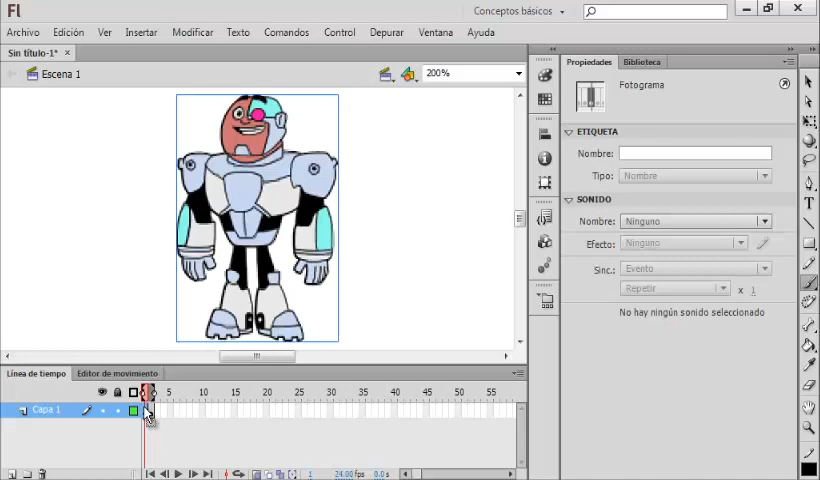 Fl
Conceptos básicos
Archivo Edición Ver Insertar Modificar Texto Comandos Control Depurar Ventana Ayuda
Sin título-1*
Escena 1
200%
Propiedades Biblioteca
Fotograma
ETIQUETA
Nombre:
Tipo: Nombre
SONIDO
Nombre: Ninguno
Efecto: Ninguno
Sinc.: Evento
Repetir x 1
No hay ningún sonido seleccionado
Línea de tiempo Editor de movimiento
5 10 15 20 25 30 35 40 45 50 55
Capa 1
1 24.00 fps 0.0 s